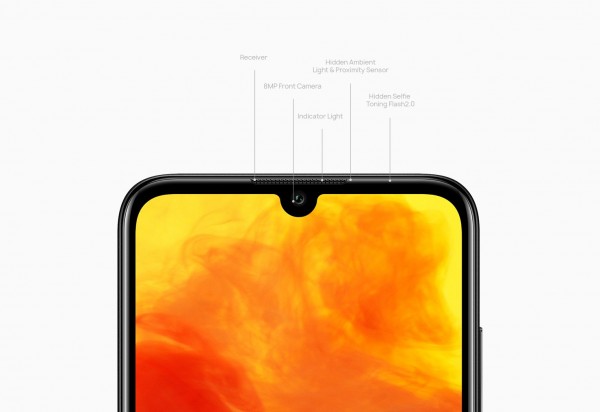 Receiver
8MP Front Camera
Indicator Light
Hidden Ambient
Light & Proximity Sensor
Hidden Selfie
Toning Flash2.0